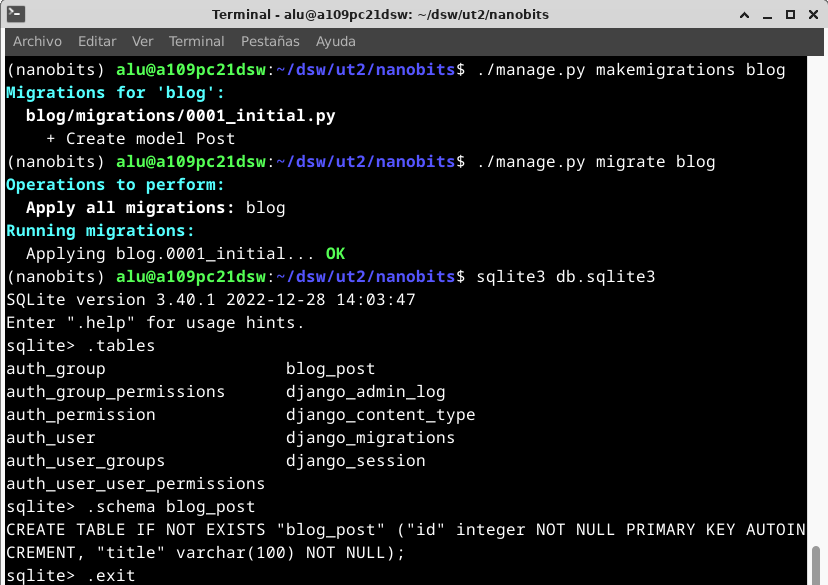 Terminal - alu@a109pc21dsw: ~/dsw/ut2/nanobits
Archivo Editar Ver Terminal Pestañas Ayuda
(nanobits) alu@a109pc21dsw:~/dsw/ut2/nanobits$ ./manage.py makemigrations blog
Migrations for 'blog':
  blog/migrations/0001_initial.py
    + Create model Post
(nanobits) alu@a109pc21dsw:~/dsw/ut2/nanobits$ ./manage.py migrate blog
Operations to perform:
  Apply all migrations: blog
Running migrations:
  Applying blog.0001_initial... OK
(nanobits) alu@a109pc21dsw:~/dsw/ut2/nanobits$ sqlite3 db.sqlite3
SQLite version 3.40.1 2022-12-28 14:03:47
Enter ".help" for usage hints.
sqlite> .tables
auth_group                  blog_post
auth_group_permissions      django_admin_log
auth_permission             django_content_type
auth_user                   django_migrations
auth_user_groups            django_session
auth_user_user_permissions
sqlite> .schema blog_post
CREATE TABLE IF NOT EXISTS "blog_post" ("id" integer NOT NULL PRIMARY KEY AUTOIN
CREMENT, "title" varchar(100) NOT NULL);
sqlite> .exit